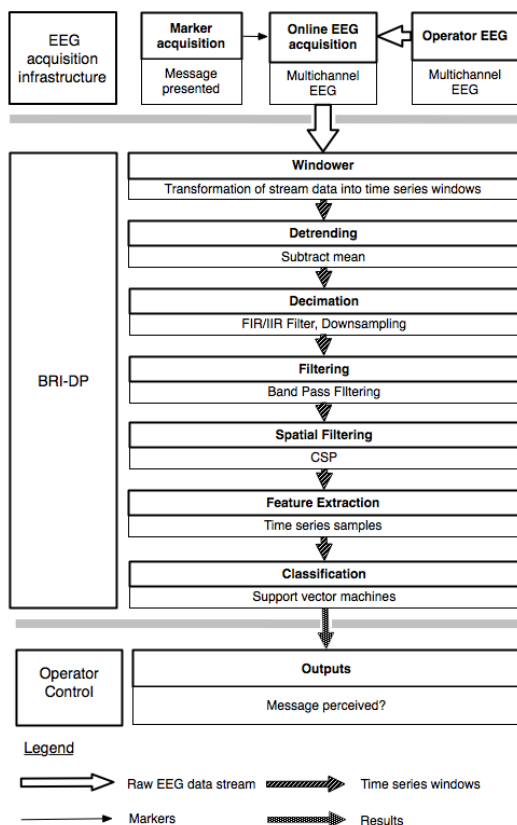 EEG
acquisition
infrastructure
Marker
acquisition
Message
presented
Online EEG
acquisition
Multichannel
EEG
Operator EEG
Multichannel
EEG
BRI-DP
Windower
Transformation of stream data into time series windows
Detrending
Subtract mean
Decimation
FIR/IIR Filter, Downsampling
Filtering
Band Pass FIltering
Spatial Filtering
CSP
Feature Extraction
Time series samples
Classification
Support vector machines
Operator
Control
Outputs
Message perceived?
Legend
Raw EEG data stream
Time series windows
Markers
Results